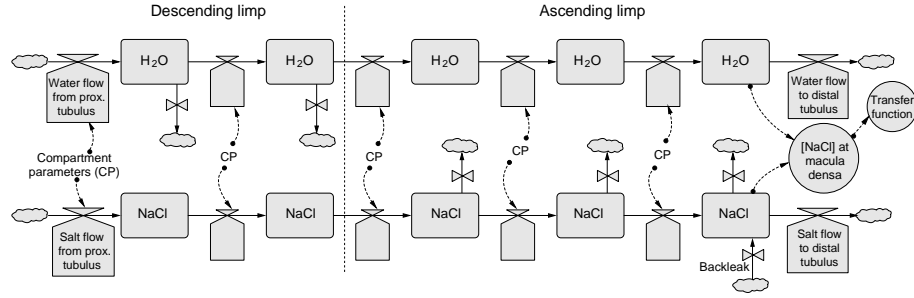 Descending limp
Ascending limp
H₂O
H₂O
H₂O
H₂O
H₂O
Water flow
from prox.
tubulus
Water flow
to distal
tubulus
Transfer
function
Compartment
parameters (CP)
CP
CP
CP
CP
[NaCl] at
macula
densa
NaCl
NaCl
NaCl
NaCl
NaCl
Salt flow
from prox.
tubulus
Salt flow
to distal
tubulus
Backleak